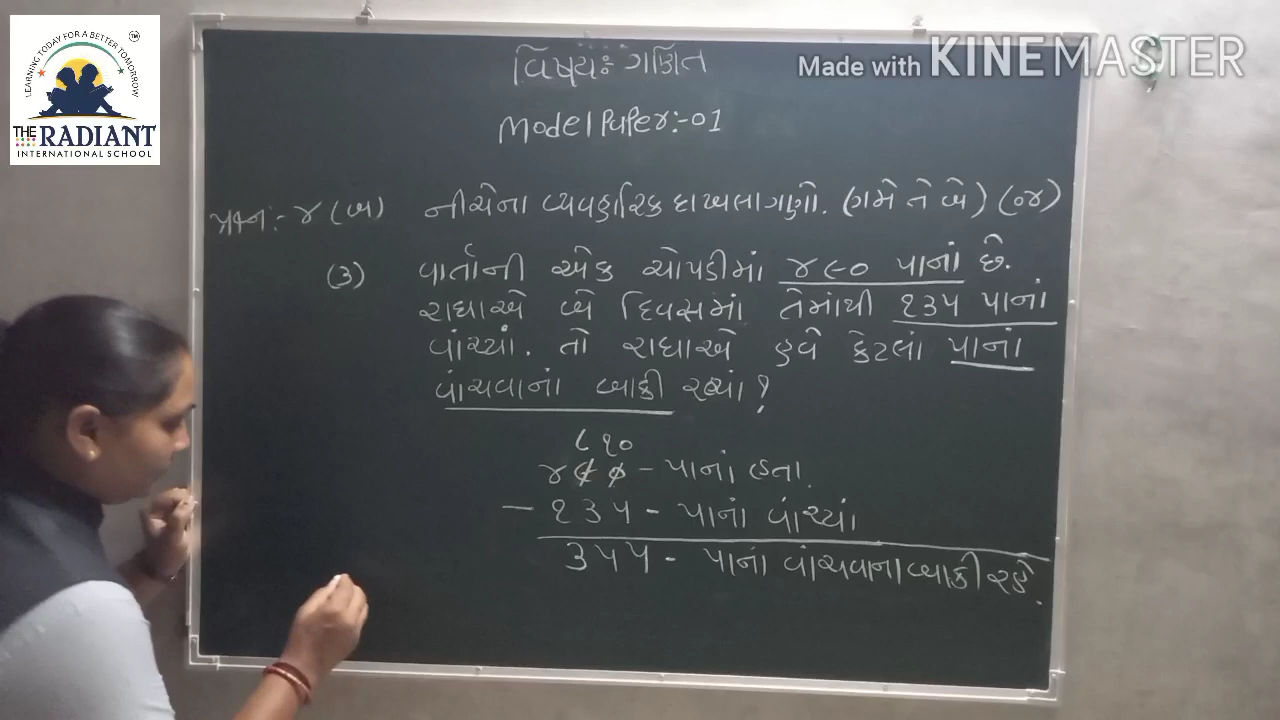 LEARNING TODAY FOR A BETTER TOMORROW
TM
THE RADIANT
INTERNATIONAL SCHOOL
Made with KINEMASTER
વિષયઃ ગણિત
Model PaPer:-01
પ્રશ્નઃ- ૪ (બ) નીચેના વ્યવહારિક દાખલા ગણો. (ગમે તે બે) (૦૪)
(૩) વાર્તાની એક ચોપડીમાં ૪૯૦ પાનાં છે.
રાધાએ બે દિવસમાં તેમાંથી ૧૩૫ પાનાં
વાંચ્યાં. તો રાધાએ હવે કેટલાં પાનાં
વાંચવાનાં બાકી રહ્યાં ?
૮ ૧૦
૪૯૦ - પાનાં હતા.
- ૧૩૫ - પાનાં વાંચ્યાં
૩૫૫ - પાનાં વાંચવાના બાકી રહે.